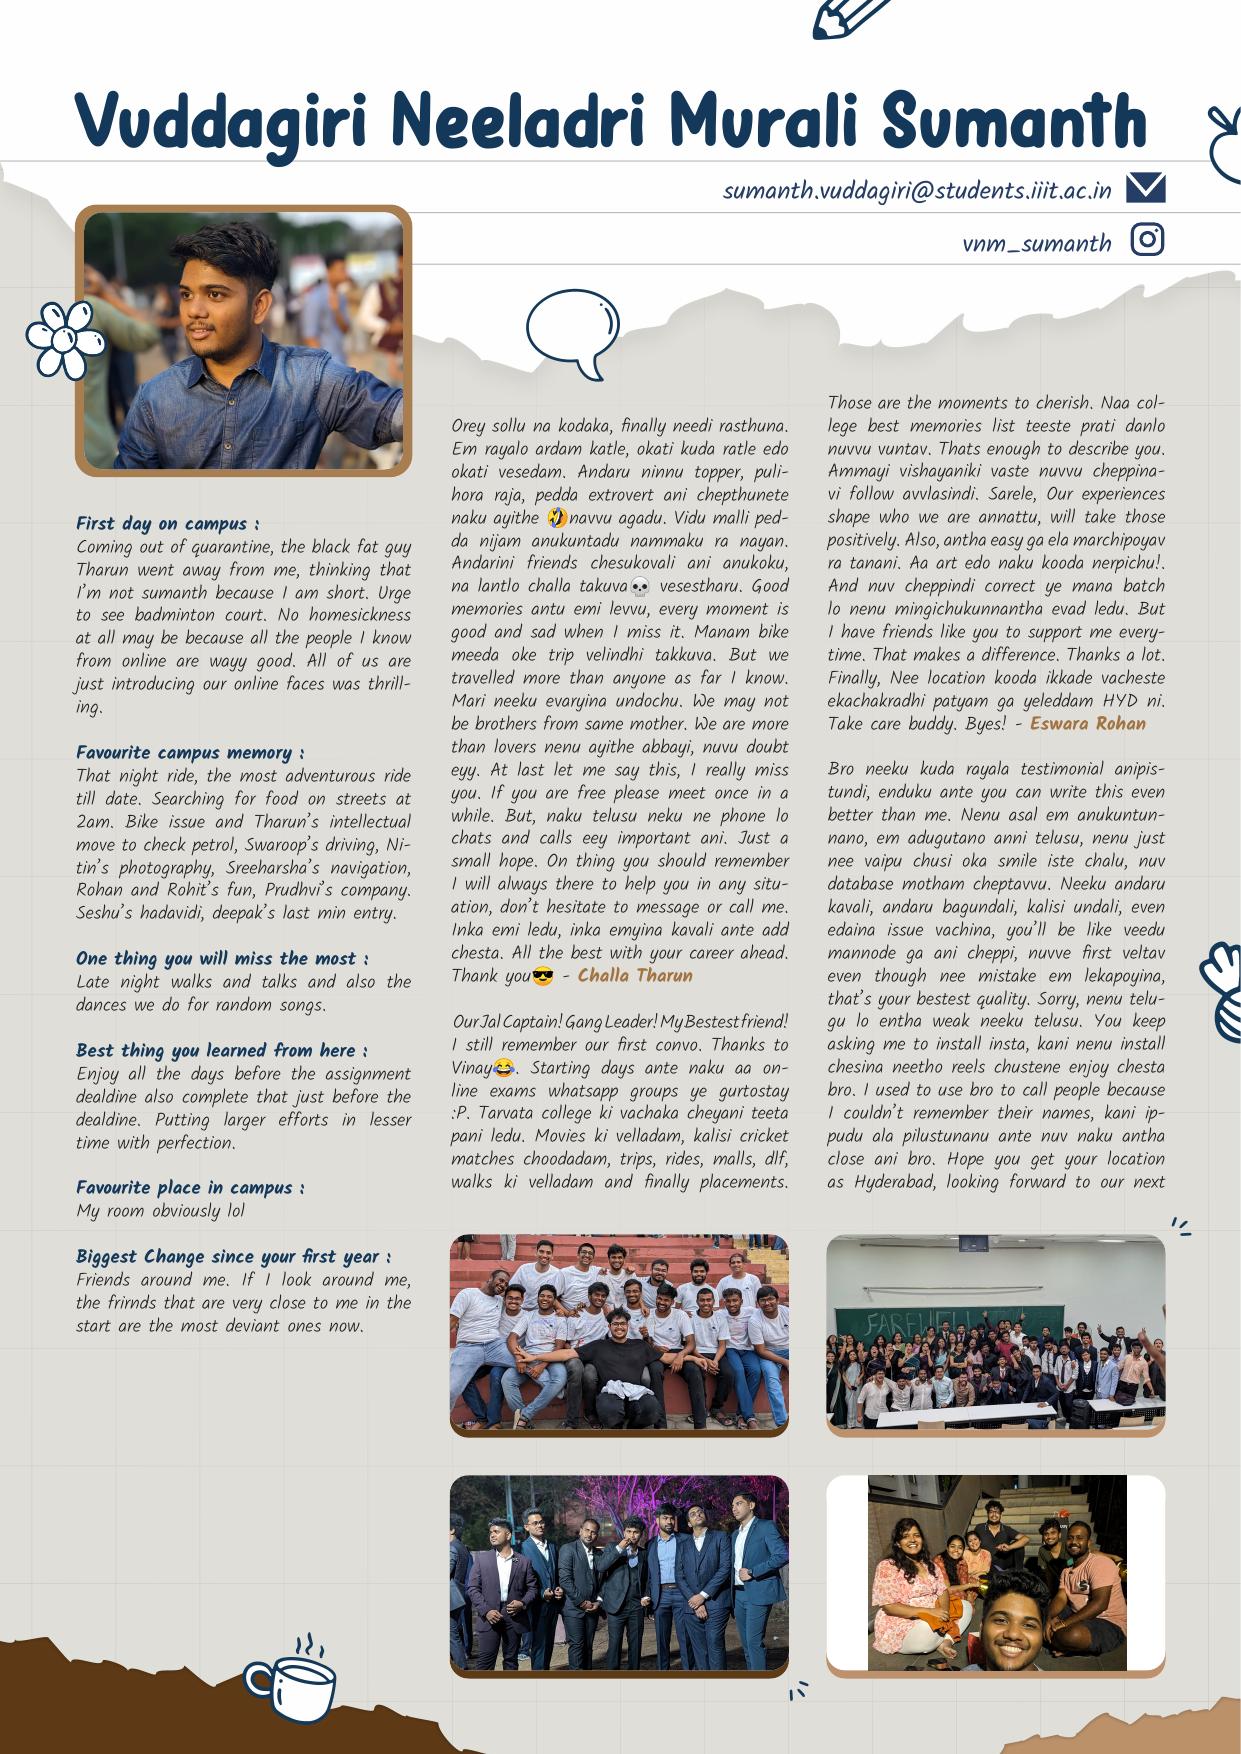 Vuddagiri Neeladri Murali Sumanth
sumanth.vuddagiri@students.iiit.ac.in
vnm_sumanth
First day on campus :
Coming out of quarantine, the black fat guy
Tharun went away from me, thinking that
I'm not sumanth because I am short. Urge
to see badminton court. No homesickness
at all may be because all the people I know
from online are wayy good. All of us are
just introducing our online faces was thrill-
ing.
Favourite campus memory :
That night ride, the most adventurous ride
till date. Searching for food on streets at
2am. Bike issue and Tharun's intellectual
move to check petrol, Swaroop's driving, Ni-
tin's photography, Sreeharsha's navigation,
Rohan and Rohit's fun, Prudhvi's company.
Seshu's hadavidi, deepak's last min entry.
One thing you will miss the most :
Late night walks and talks and also the
dances we do for random songs.
Best thing you learned from here :
Enjoy all the days before the assignment
dealdine also complete that just before the
dealdine. Putting larger efforts in lesser
time with perfection.
Favourite place in campus :
My room obviously lol
Biggest Change since your first year :
Friends around me. If I look around me,
the frirnds that are very close to me in the
start are the most deviant ones now.
Orey sollu na kodaka, finally needi rasthuna.
Em rayalo ardam katle, okati kuda ratle edo
okati vesedam. Andaru ninnu topper, puli-
hora raja, pedda extrovert ani chepthunete
naku ayithe 🤣navvu agadu. Vidu malli ped-
da nijam anukuntadu nammaku ra nayan.
Andarini friends chesukovali ani anukoku,
na lantlo challa takuva💀 vesestharu. Good
memories antu emi levvu, every moment is
good and sad when I miss it. Manam bike
meeda oke trip velindhi takkuva. But we
travelled more than anyone as far I know.
Mari neeku evaryina undochu. We may not
be brothers from same mother. We are more
than lovers nenu ayithe abbayi, nuvu doubt
eyy. At last let me say this, I really miss
you. If you are free please meet once in a
while. But, naku telusu neku ne phone lo
chats and calls eey important ani. Just a
small hope. On thing you should remember
I will always there to help you in any situ-
ation, don't hesitate to message or call me.
Inka emi ledu, inka emyina kavali ante add
chesta. All the best with your career ahead.
Thank you😎 - Challa Tharun
Our Jal Captain! Gang Leader! My Bestest friend!
I still remember our first convo. Thanks to
Vinay😂. Starting days ante naku aa on-
line exams whatsapp groups ye gurtostay
:P. Tarvata college ki vachaka cheyani teeta
pani ledu. Movies ki velladam, kalisi cricket
matches choodadam, trips, rides, malls, dlf,
walks ki velladam and finally placements.
Those are the moments to cherish. Naa col-
lege best memories list teeste prati danlo
nuvvu vuntav. Thats enough to describe you.
Ammayi vishayaniki vaste nuvvu cheppina-
vi follow avvlasindi. Sarele, Our experiences
shape who we are annattu, will take those
positively. Also, antha easy ga ela marchipoyav
ra tanani. Aa art edo naku kooda nerpichu!.
And nuv cheppindi correct ye mana batch
lo nenu mingichukunnantha evad ledu. But
I have friends like you to support me every-
time. That makes a difference. Thanks a lot.
Finally, Nee location kooda ikkade vacheste
ekachakradhi patyam ga yeleddam HYD ni.
Take care buddy. Byes! - Eswara Rohan
Bro neeku kuda rayala testimonial anipis-
tundi, enduku ante you can write this even
better than me. Nenu asal em anukuntun-
nano, em adugutano anni telusu, nenu just
nee vaipu chusi oka smile iste chalu, nuv
database motham cheptavvu. Neeku andaru
kavali, andaru bagundali, kalisi undali, even
edaina issue vachina, you'll be like veedu
mannode ga ani cheppi, nuvve first veltav
even though nee mistake em lekapoyina,
that's your bestest quality. Sorry, nenu telu-
gu lo entha weak neeku telusu. You keep
asking me to install insta, kani nenu install
chesina neetho reels chustene enjoy chesta
bro. I used to use bro to call people because
I couldn't remember their names, kani ip-
pudu ala pilustunanu ante nuv naku antha
close ani bro. Hope you get your location
as Hyderabad, looking forward to our next
FAREWELL